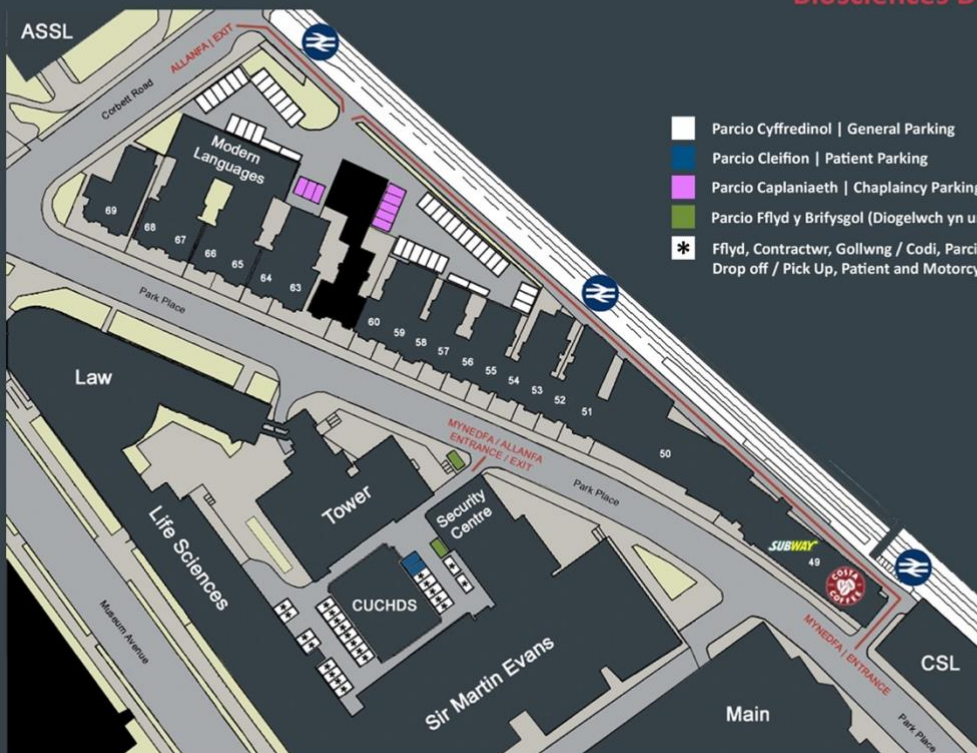 Biosciences D
ASSL
ALLANFA | EXIT
Corbett Road
Parcio Cyffredinol | General Parking
Parcio Cleifion | Patient Parking
Parcio Caplaniaeth | Chaplaincy Parking
Parcio Fflyd y Brifysgol (Diogelwch yn u
* Fflyd, Contractwr, Gollwng / Codi, Parci
Drop off / Pick Up, Patient and Motorcy
Modern
Languages
69
68
67
66
65
64
63
60
59
58
57
56
55
54
53
52
51
50
49
Park Place
Law
MYNEDFA / ALLANFA
ENTRANCE / EXIT
Park Place
Tower
Security
Centre
Life Sciences
CUCHDS
SUBWAY
COSTA
COFFEE
MYNEDFA | ENTRANCE
CSL
Museum Avenue
Sir Martin Evans
Main
Park Place